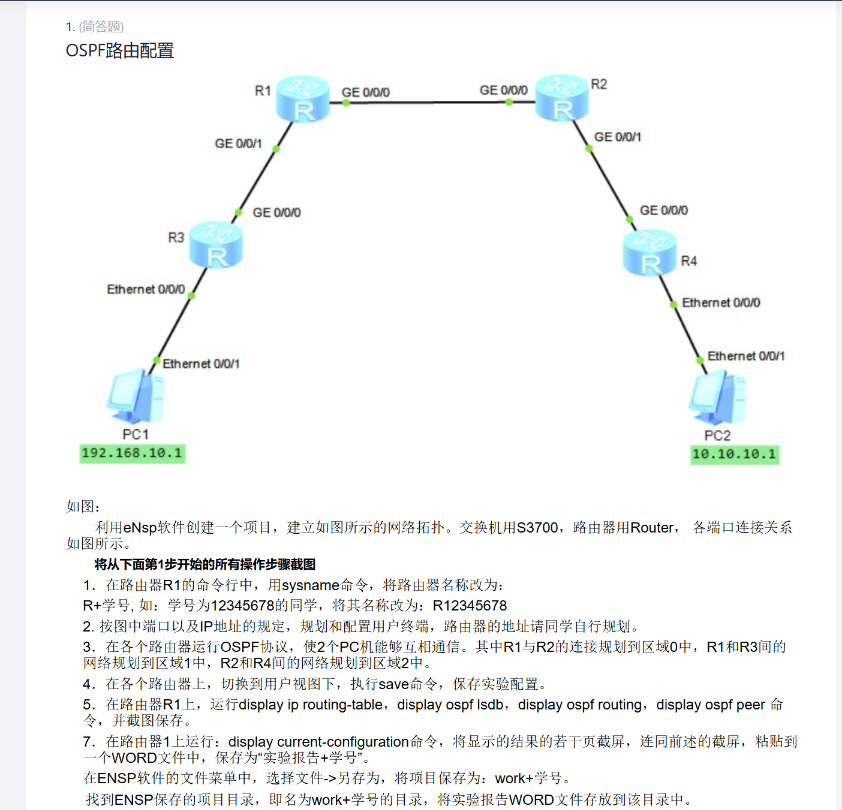 1. (简答题)
OSPF路由配置
R1
GE 0/0/0
GE 0/0/0
R2
GE 0/0/1
GE 0/0/1
GE 0/0/0
GE 0/0/0
R3
R4
Ethernet 0/0/0
Ethernet 0/0/0
Ethernet 0/0/1
Ethernet 0/0/1
PC1
PC2
192.168.10.1
10.10.10.1
如图：
利用eNsp软件创建一个项目，建立如图所示的网络拓扑。交换机用S3700，路由器用Router， 各端口连接关系
如图所示。
将从下面第1步开始的所有操作步骤截图
1．在路由器R1的命令行中，用sysname命令，将路由器名称改为：
R+学号, 如：学号为12345678的同学，将其名称改为：R12345678
2. 按图中端口以及IP地址的规定，规划和配置用户终端，路由器的地址请同学自行规划。
3．在各个路由器运行OSPF协议，使2个PC机能够互相通信。其中R1与R2的连接规划到区域0中，R1和R3间的
网络规划到区域1中，R2和R4间的网络规划到区域2中。
4．在各个路由器上，切换到用户视图下，执行save命令，保存实验配置。
5．在路由器R1上，运行display ip routing-table，display ospf lsdb，display ospf routing，display ospf peer 命
令，并截图保存。
7．在路由器1上运行：display current-configuration命令，将显示的结果的若干页截屏，连同前述的截屏，粘贴到
一个WORD文件中，保存为“实验报告+学号”。
在ENSP软件的文件菜单中，选择文件->另存为，将项目保存为：work+学号。
找到ENSP保存的项目目录，即名为work+学号的目录，将实验报告WORD文件存放到该目录中。